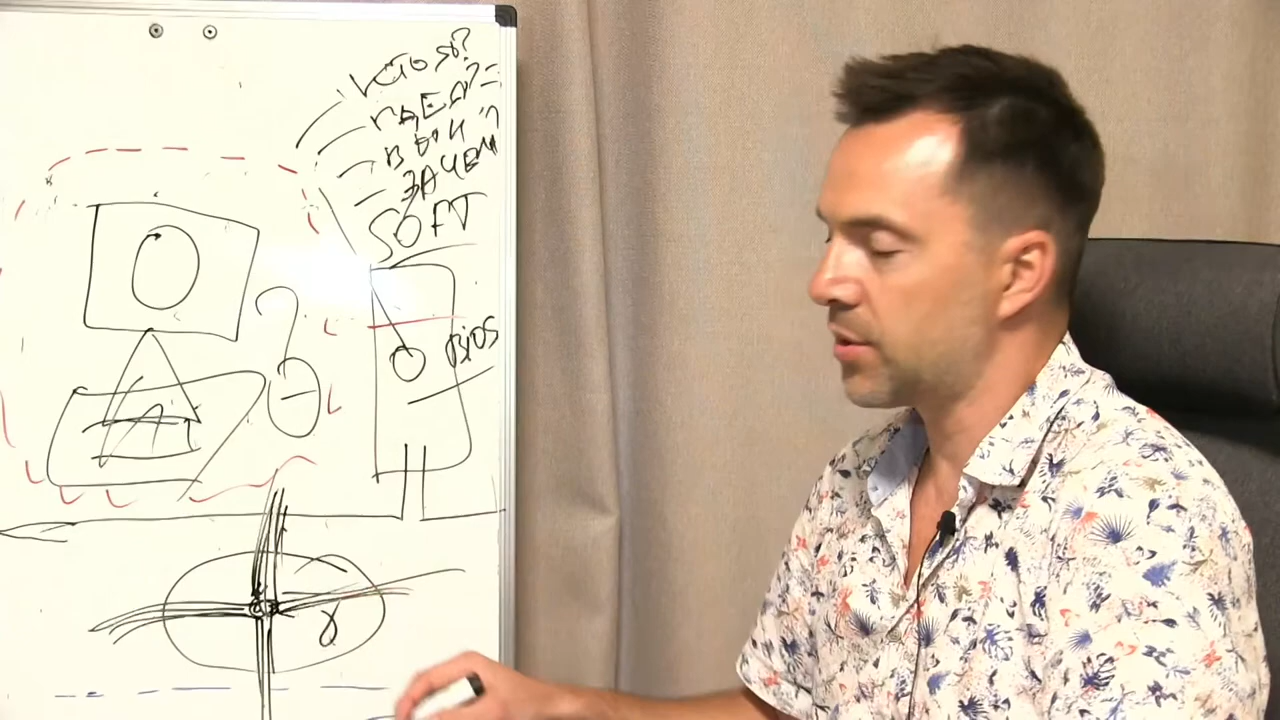 КТО Я?
ГДЕ Я?=
В ЧЁМ ?
ЗАЧЕМ
SOFT
BiOS